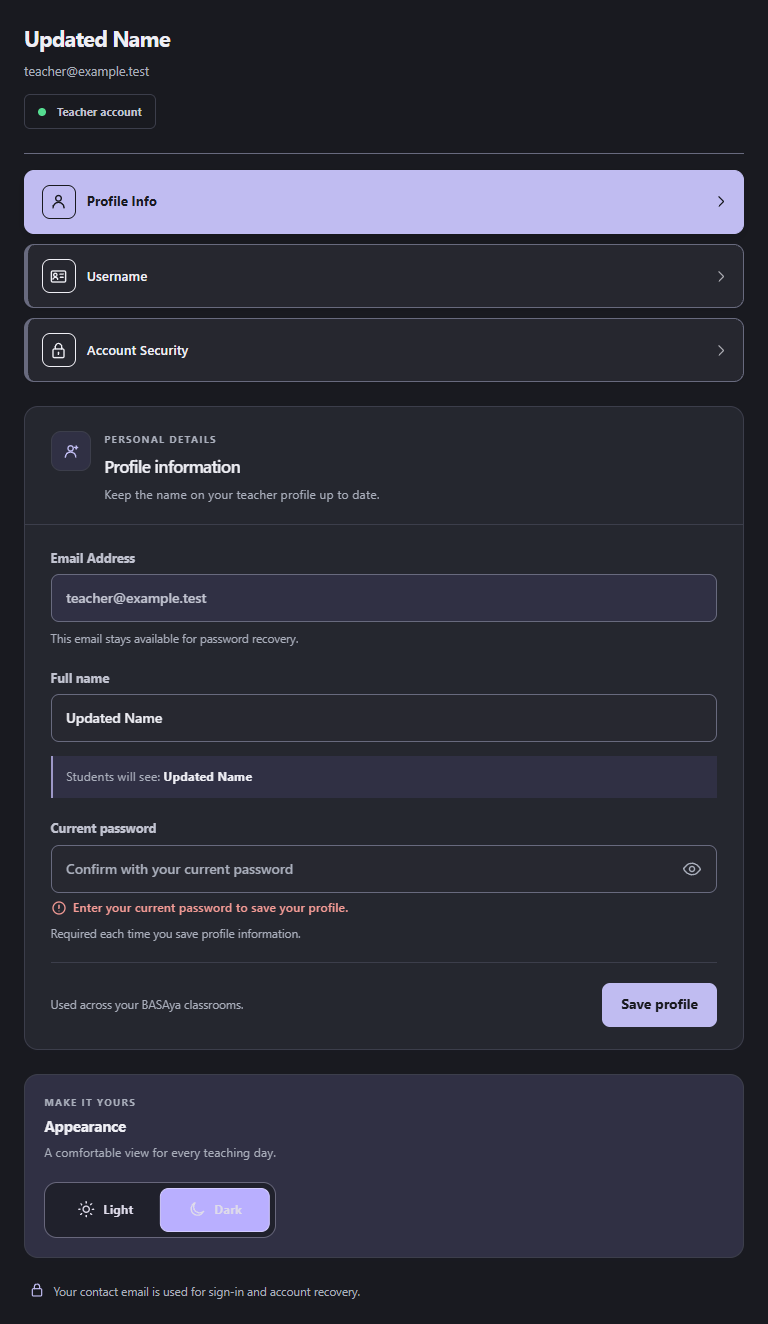 Updated Name
teacher@example.test
Teacher account
Profile Info
Username
Account Security
PERSONAL DETAILS
Profile information
Keep the name on your teacher profile up to date.
Email Address
teacher@example.test
This email stays available for password recovery.
Full name
Updated Name
Students will see: Updated Name
Current password
Confirm with your current password
Enter your current password to save your profile.
Required each time you save profile information.
Used across your BASAya classrooms.
Save profile
MAKE IT YOURS
Appearance
A comfortable view for every teaching day.
Light
Dark
Your contact email is used for sign-in and account recovery.